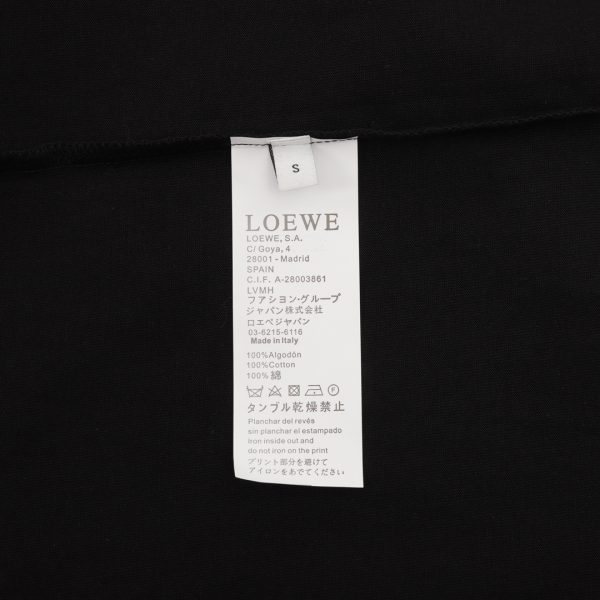 S
LOEWE
LOEWE, S.A.
C/ Goya, 4
28001 - Madrid
SPAIN
C.I.F. A-28003861
LVMH
ファション・グループ
ジャパン株式会社
ロエベジャパン
03-6215-6116
Made in Italy
100%Algodón
100%Cotton
100%綿
タンブル乾燥禁止
Planchar del revés
sin planchar el estampado
Iron inside out and
do not iron on the print
プリント部分を避けて
アイロンをあでてください